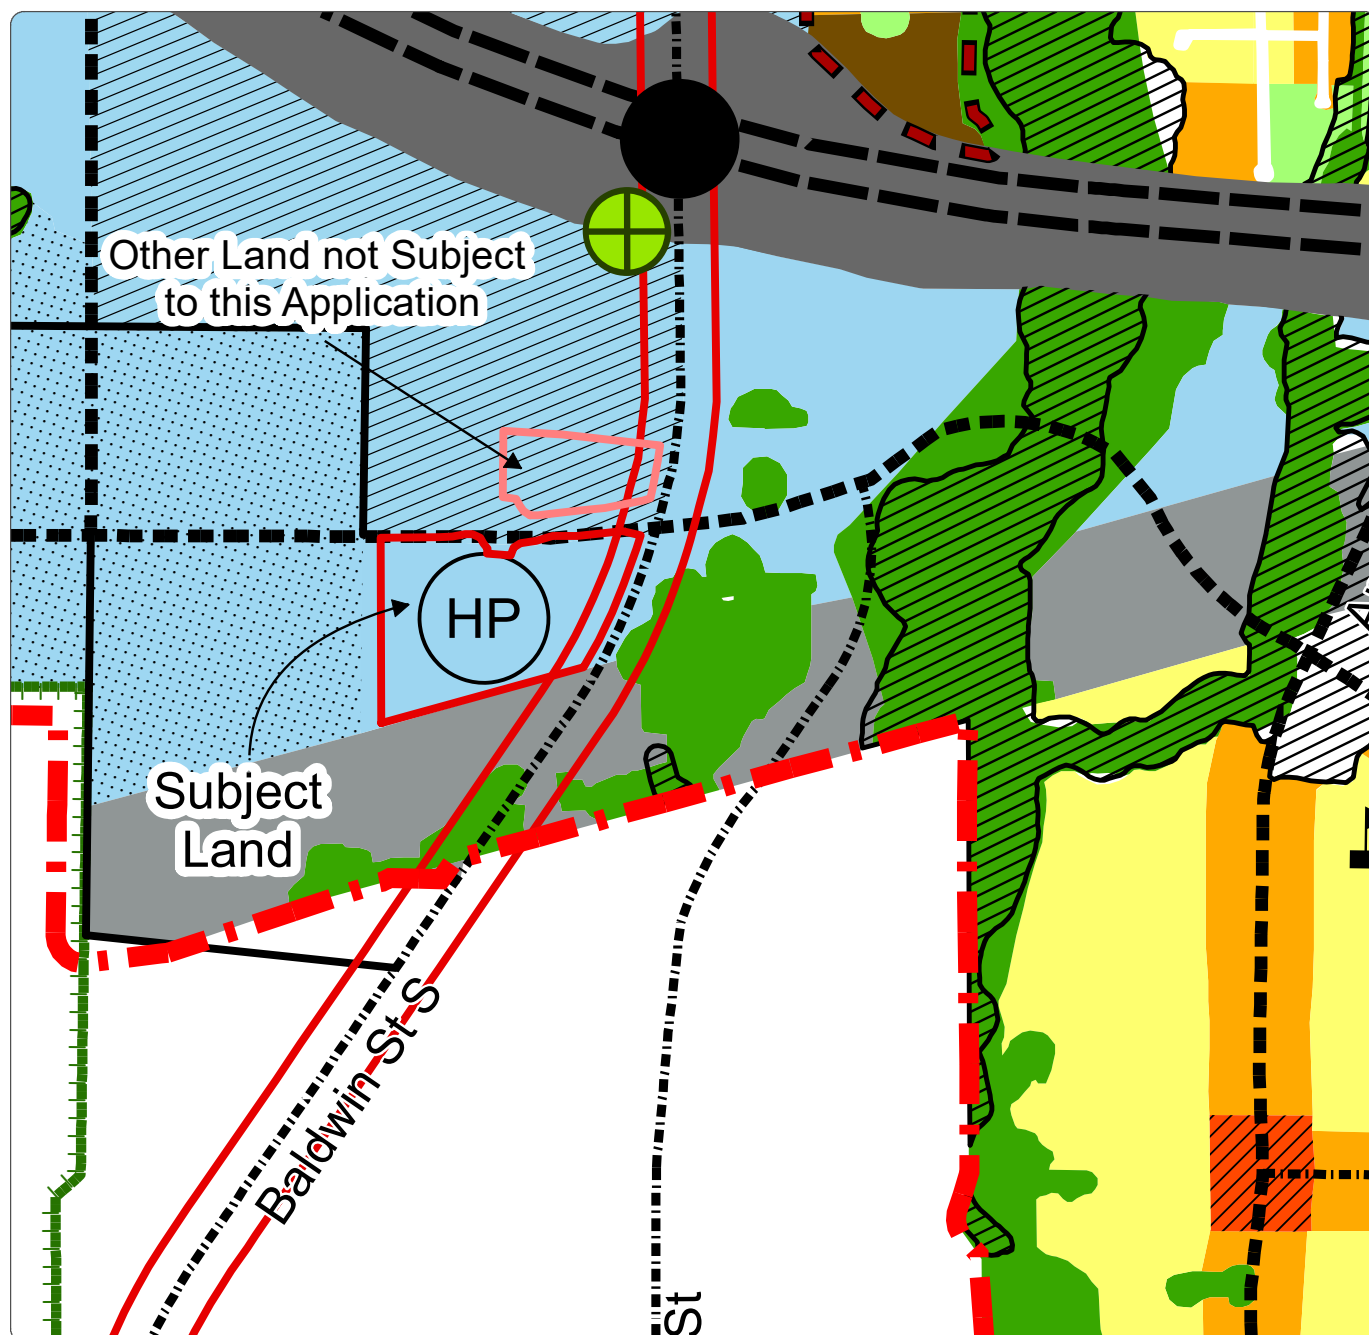 Other Land not Subject
to this Application
HP
Subject
Land
Baldwin St S
St